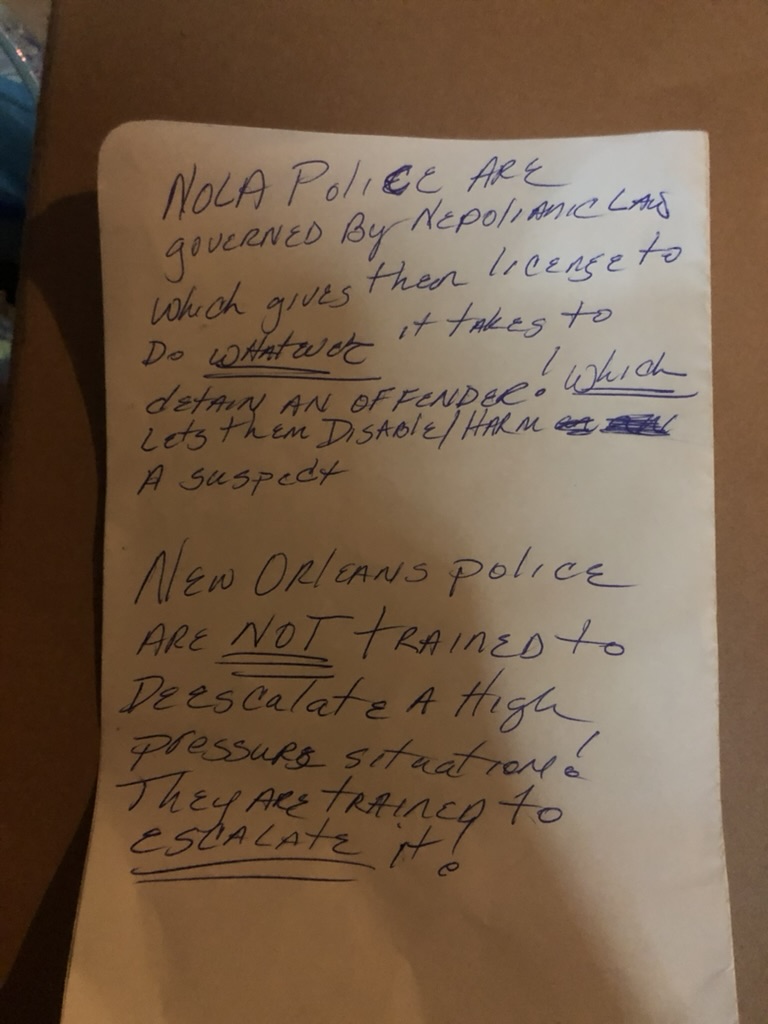 NOLA POLICE ARE
governed By NEPOLIANIC LAW
which gives them license to
Do WHATEVER it takes to
detAin AN OFFENDER! Which
Lets them DISABLE/HARM
A suspect
NEW ORLEANS police
ARE NOT trAINED to
Deescalate A High
pressure situation!
They ARE trAINED to
ESCALATE it!